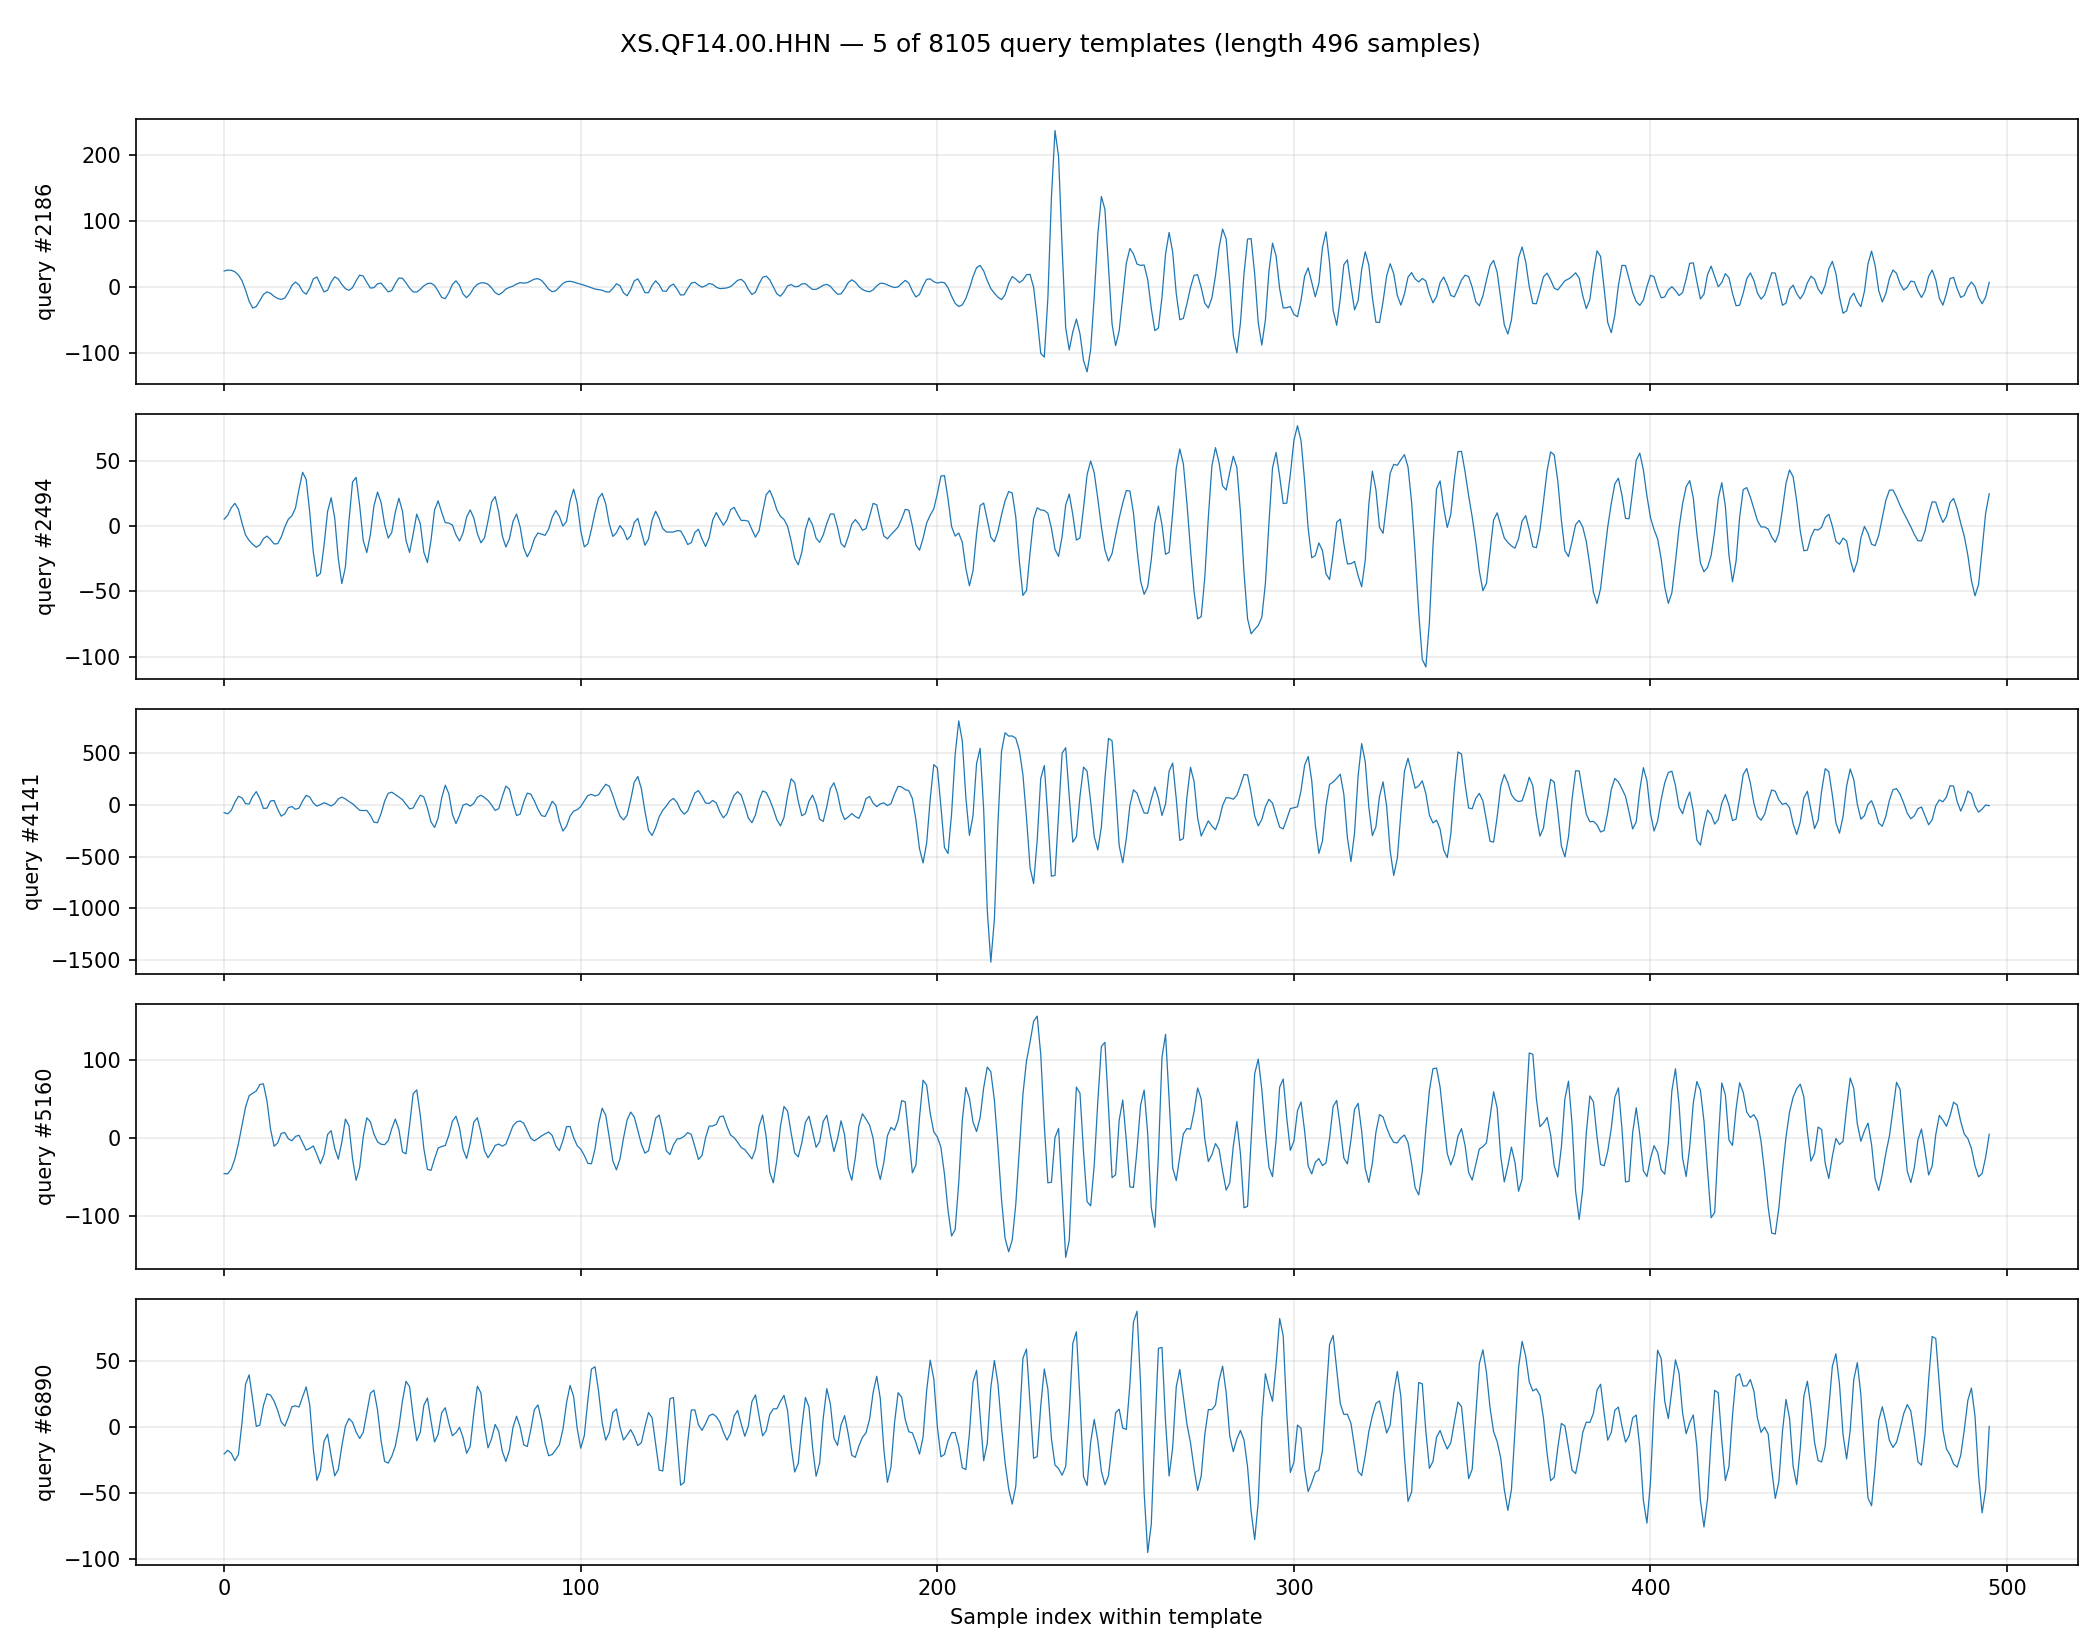 XS.QF14.00.HHN — 5 of 8105 query templates (length 496 samples)
200
100
0
−100
query #2186
50
0
−50
−100
query #2494
500
0
−500
−1000
−1500
query #4141
100
0
−100
query #5160
50
0
−50
−100
query #6890
0 100 200 300 400 500
Sample index within template